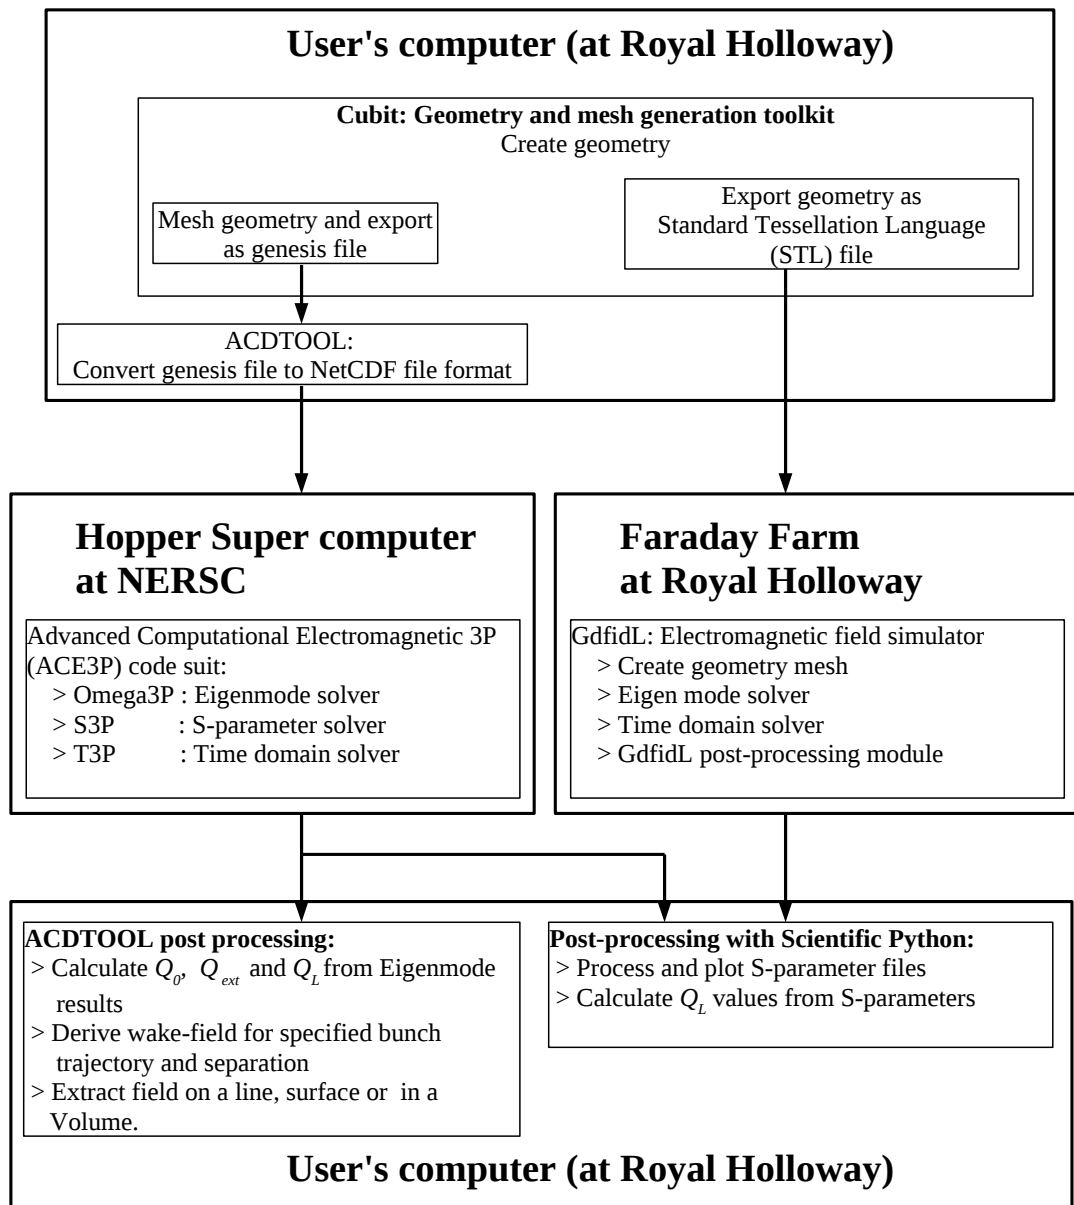 User's computer (at Royal Holloway)
Cubit: Geometry and mesh generation toolkit
Create geometry
Mesh geometry and export
as genesis file
Export geometry as
Standard Tessellation Language
(STL) file
ACDTOOL:
Convert genesis file to NetCDF file format
Hopper Super computer
at NERSC
Advanced Computational Electromagnetic 3P
(ACE3P) code suit:
> Omega3P : Eigenmode solver
> S3P : S-parameter solver
> T3P : Time domain solver
Faraday Farm
at Royal Holloway
GdfidL: Electromagnetic field simulator
> Create geometry mesh
> Eigen mode solver
> Time domain solver
> GdfidL post-processing module
ACDTOOL post processing:
> Calculate Q0, Qext and QL from Eigenmode
results
> Derive wake-field for specified bunch
trajectory and separation
> Extract field on a line, surface or in a
Volume.
Post-processing with Scientific Python:
> Process and plot S-parameter files
> Calculate QL values from S-parameters
User's computer (at Royal Holloway)